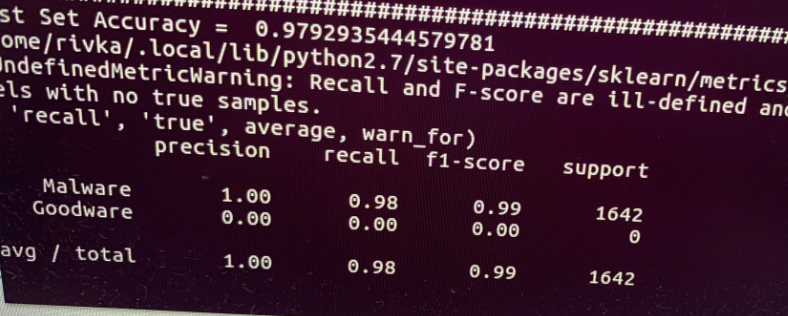 ##############################################
st Set Accuracy =  0.9792935444579781
ome/rivka/.local/lib/python2.7/site-packages/sklearn/metrics
UndefinedMetricWarning: Recall and F-score are ill-defined an
els with no true samples.
'recall', 'true', average, warn_for)
precision recall f1-score support
Malware 1.00 0.98 0.99 1642
Goodware 0.00 0.00 0.00 0
avg / total 1.00 0.98 0.99 1642